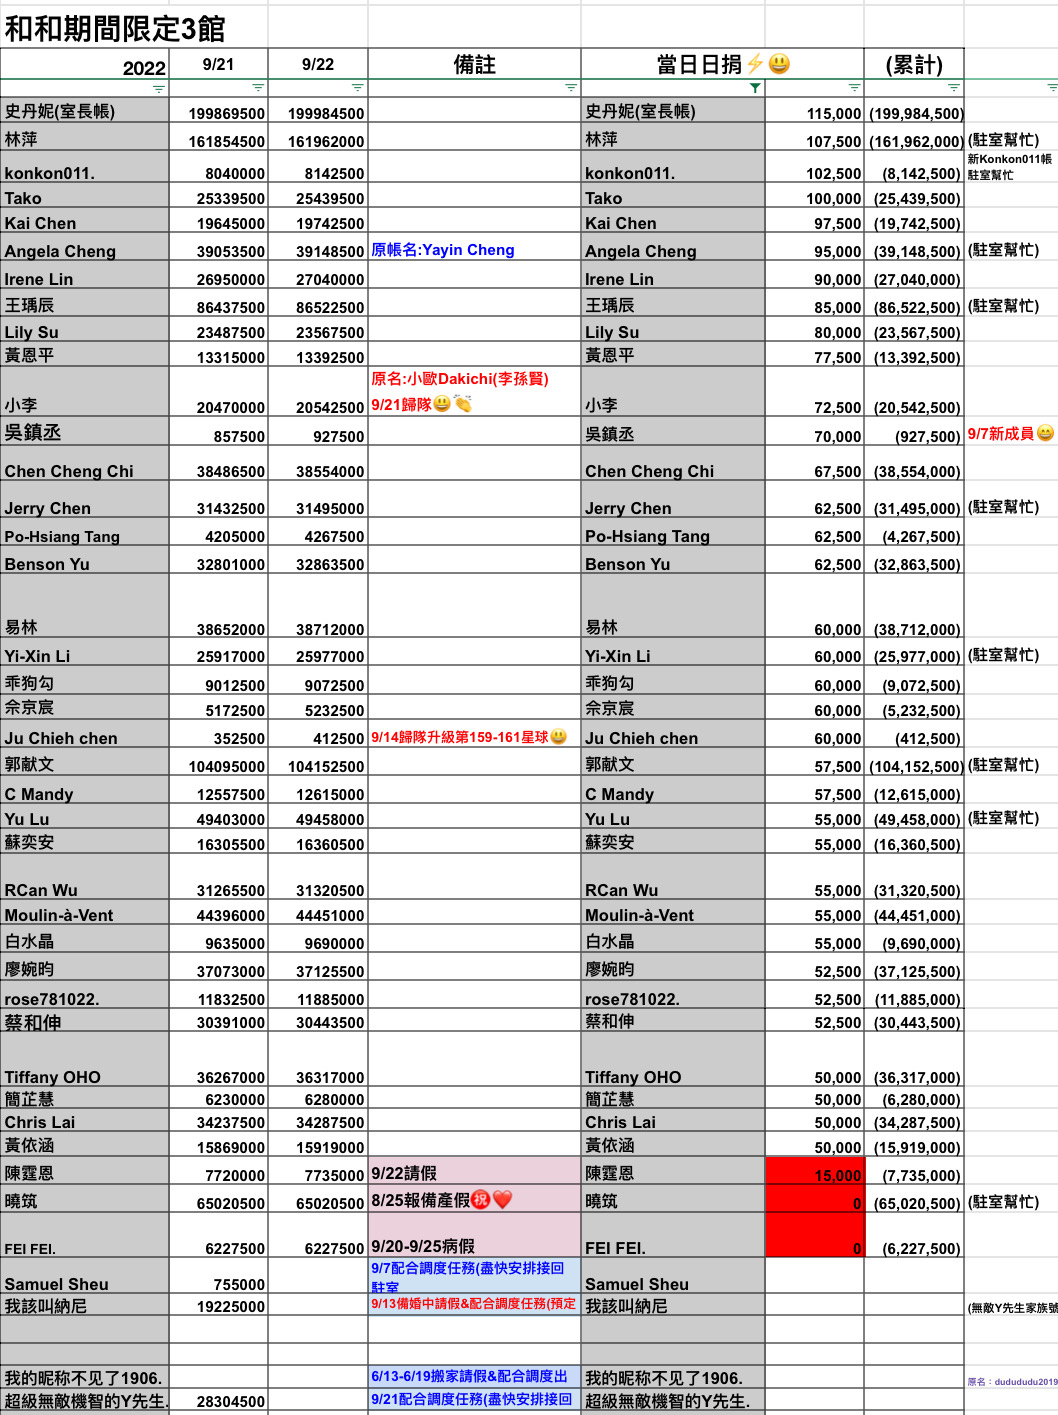 和和期間限定3館
2022 9/21 9/22 備註 當日日捐⚡😃 (累計)
史丹妮(室長帳) 199869500 199984500 史丹妮(室長帳) 115,000 (199,984,500)
林萍 161854500 161962000 林萍 107,500 (161,962,000) (駐室幫忙)
konkon011. 8040000 8142500 konkon011. 102,500 (8,142,500) 新Konkon011帳
駐室幫忙
Tako 25339500 25439500 Tako 100,000 (25,439,500)
Kai Chen 19645000 19742500 Kai Chen 97,500 (19,742,500)
Angela Cheng 39053500 39148500 原帳名:Yayin Cheng Angela Cheng 95,000 (39,148,500) (駐室幫忙)
Irene Lin 26950000 27040000 Irene Lin 90,000 (27,040,000)
王瑀辰 86437500 86522500 王瑀辰 85,000 (86,522,500) (駐室幫忙)
Lily Su 23487500 23567500 Lily Su 80,000 (23,567,500)
黃恩平 13315000 13392500 黃恩平 77,500 (13,392,500)
原名:小歐Dakichi(李孫賢)
小李 20470000 20542500 9/21歸隊😃👏 小李 72,500 (20,542,500)
吳鎮丞 857500 927500 吳鎮丞 70,000 (927,500) 9/7新成員😄
Chen Cheng Chi 38486500 38554000 Chen Cheng Chi 67,500 (38,554,000)
Jerry Chen 31432500 31495000 Jerry Chen 62,500 (31,495,000) (駐室幫忙)
Po-Hsiang Tang 4205000 4267500 Po-Hsiang Tang 62,500 (4,267,500)
Benson Yu 32801000 32863500 Benson Yu 62,500 (32,863,500)
易林 38652000 38712000 易林 60,000 (38,712,000)
Yi-Xin Li 25917000 25977000 Yi-Xin Li 60,000 (25,977,000) (駐室幫忙)
乖狗勾 9012500 9072500 乖狗勾 60,000 (9,072,500)
佘京宸 5172500 5232500 佘京宸 60,000 (5,232,500)
Ju Chieh chen 352500 412500 9/14歸隊升級第159-161星球😃 Ju Chieh chen 60,000 (412,500)
郭献文 104095000 104152500 郭献文 57,500 (104,152,500) (駐室幫忙)
C Mandy 12557500 12615000 C Mandy 57,500 (12,615,000)
Yu Lu 49403000 49458000 Yu Lu 55,000 (49,458,000) (駐室幫忙)
蘇奕安 16305500 16360500 蘇奕安 55,000 (16,360,500)
RCan Wu 31265500 31320500 RCan Wu 55,000 (31,320,500)
Moulin-à-Vent 44396000 44451000 Moulin-à-Vent 55,000 (44,451,000)
白水晶 9635000 9690000 白水晶 55,000 (9,690,000)
廖婉昀 37073000 37125500 廖婉昀 52,500 (37,125,500)
rose781022. 11832500 11885000 rose781022. 52,500 (11,885,000)
蔡和伸 30391000 30443500 蔡和伸 52,500 (30,443,500)
Tiffany OHO 36267000 36317000 Tiffany OHO 50,000 (36,317,000)
簡芷慧 6230000 6280000 簡芷慧 50,000 (6,280,000)
Chris Lai 34237500 34287500 Chris Lai 50,000 (34,287,500)
黃依涵 15869000 15919000 黃依涵 50,000 (15,919,000)
陳霆恩 7720000 7735000 9/22請假 陳霆恩 15,000 (7,735,000)
曉筑 65020500 65020500 8/25報備產假㊗️❤️ 曉筑 0 (65,020,500) (駐室幫忙)
FEI FEI. 6227500 6227500 9/20-9/25病假 FEI FEI. 0 (6,227,500)
9/7配合調度任務(盡快安排接回
Samuel Sheu 755000 駐室 Samuel Sheu
我該叫納尼 19225000 9/13備婚中請假&配合調度任務(預定 我該叫納尼 (無敵Y先生家族號
我的昵称不见了1906. 6/13-6/19搬家請假&配合調度出 我的昵称不见了1906. 原名：dudududu2019
超級無敵機智的Y先生. 28304500 9/21配合調度任務(盡快安排接回 超級無敵機智的Y先生.